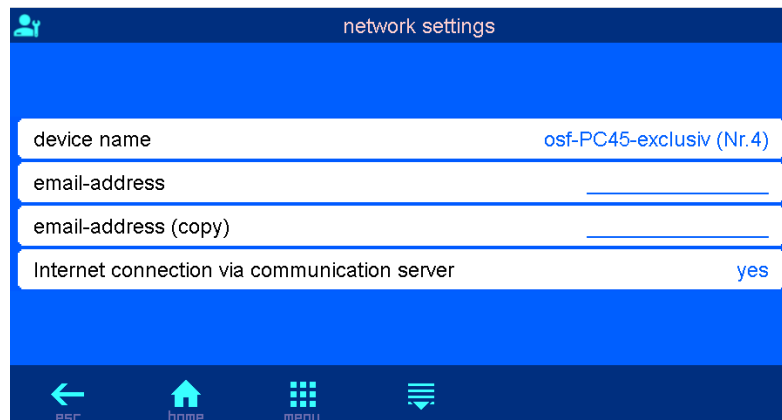 network settings
device name osf-PC45-exclusiv (Nr.4)
email-address
email-address (copy)
Internet connection via communication server yes
esc home menu